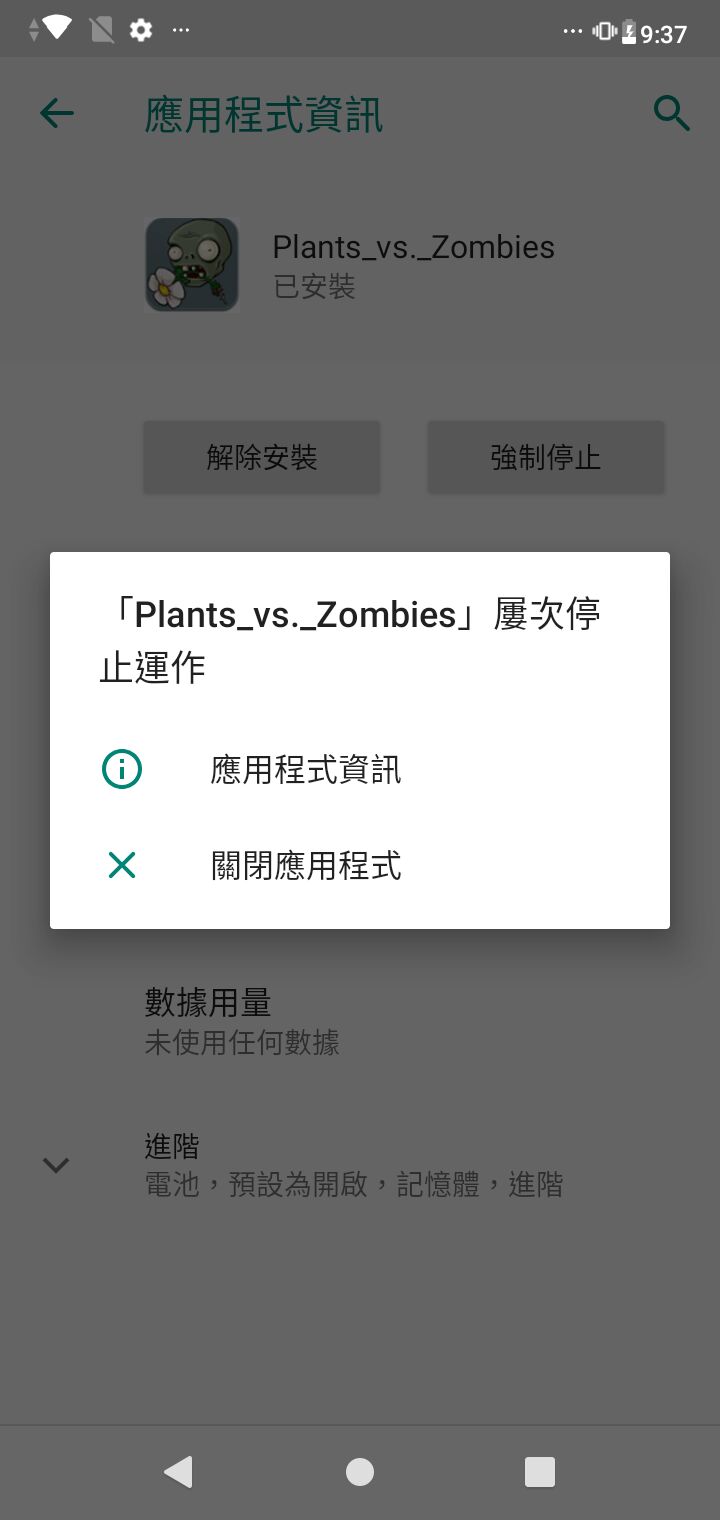 9:37
應用程式資訊
Plants_vs._Zombies
已安裝
解除安裝
強制停止
「Plants_vs._Zombies」屢次停
止運作
應用程式資訊
關閉應用程式
數據用量
未使用任何數據
進階
電池，預設為開啟，記憶體，進階